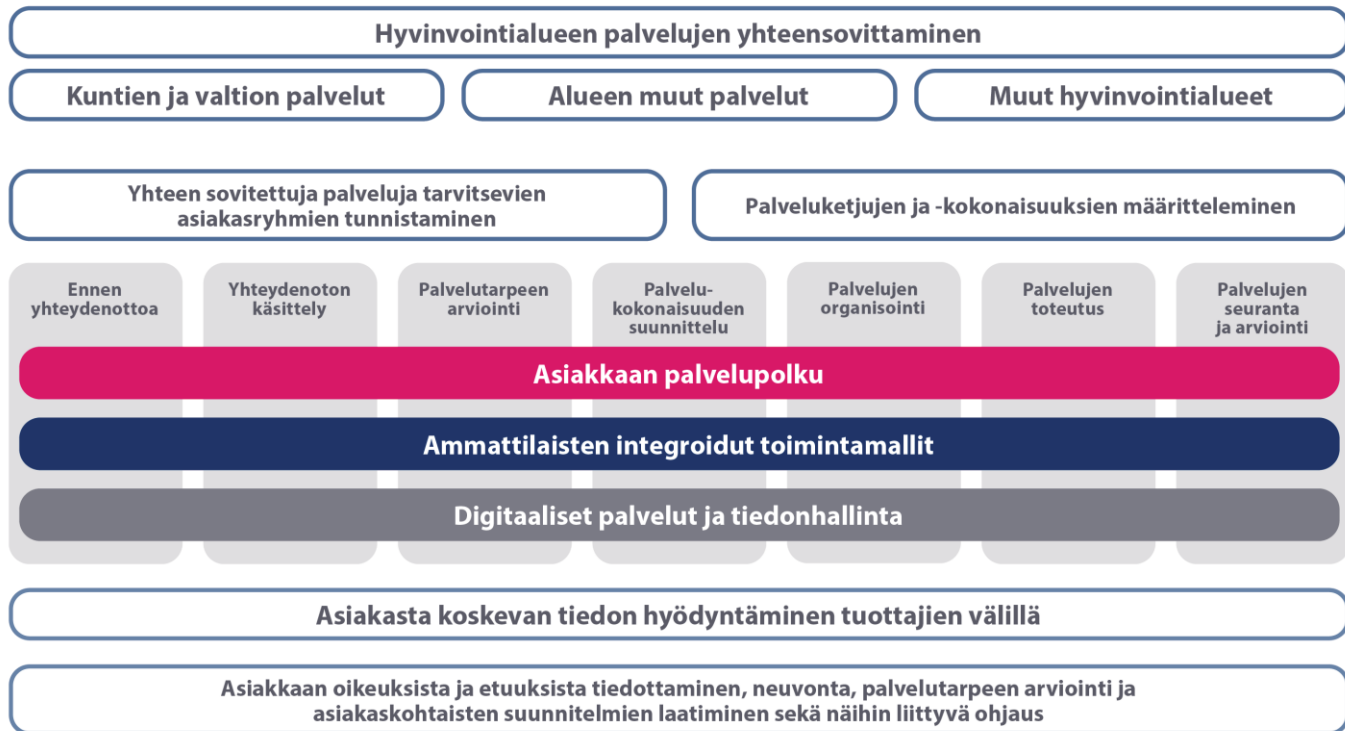 Hyvinvointialueen palvelujen yhteensovittaminen
Kuntien ja valtion palvelut
Alueen muut palvelut
Muut hyvinvointialueet
Yhteen sovitettuja palveluja tarvitsevien
asiakasryhmien tunnistaminen
Palveluketjujen ja -kokonaisuuksien määritteleminen
Ennen
yhteydenottoa
Yhteydenoton
käsittely
Palvelutarpeen
arviointi
Palvelu-
kokonaisuuden
suunnittelu
Palvelujen
organisointi
Palvelujen
toteutus
Palvelujen
seuranta
ja arviointi
Asiakkaan palvelupolku
Ammattilaisten integroidut toimintamallit
Digitaaliset palvelut ja tiedonhallinta
Asiakasta koskevan tiedon hyödyntäminen tuottajien välillä
Asiakkaan oikeuksista ja etuuksista tiedottaminen, neuvonta, palvelutarpeen arviointi ja
asiakaskohtaisten suunnitelmien laatiminen sekä näihin liittyvä ohjaus